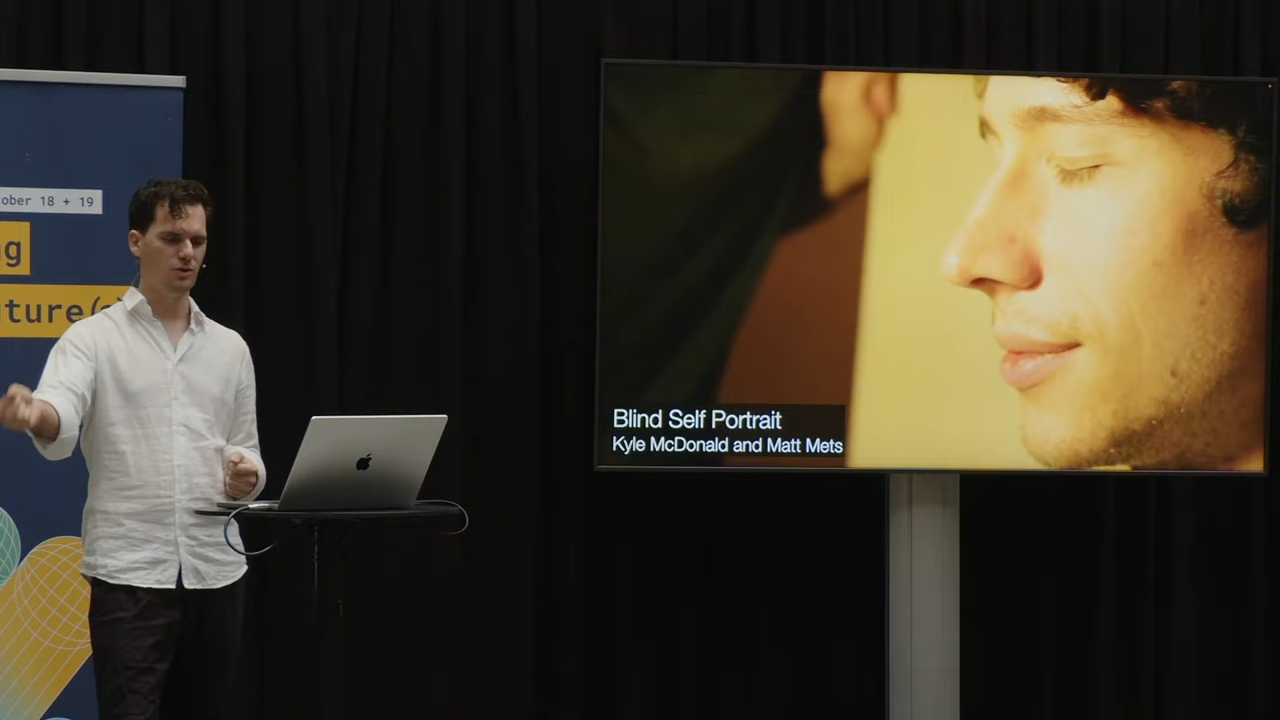 ober 18 + 19
g
ture(s)
Blind Self Portrait
Kyle McDonald and Matt Mets